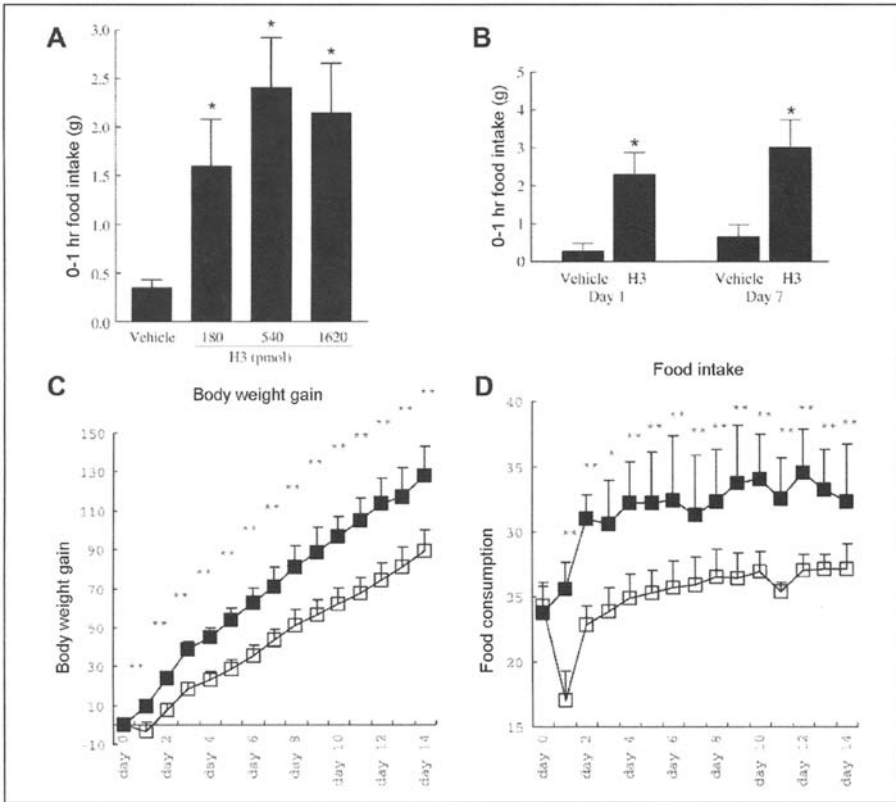 A
0-1 hr food intake (g)
3.0
2.5
2.0
1.5
1.0
0.5
0.0
*
*
*
Vehicle 180 540 1620
H3 (pmol)
B
0-1 hr food intake (g)
5
4
3
2
1
0
*
*
Vehicle H3 Vehicle H3
Day 1 Day 7
C
Body weight gain
Body weight gain
150
130
110
90
70
50
30
10
-10
** ** ** ** ** ** ** ** ** ** ** ** ** **
day 0 day 2 day 4 day 6 day 8 day 10 day 12 day 14
D
Food intake
Food consumption
40
35
30
25
20
15
** ** * ** ** ** ** ** ** ** ** ** ** **
day 0 day 2 day 4 day 6 day 8 day 10 day 12 day 14